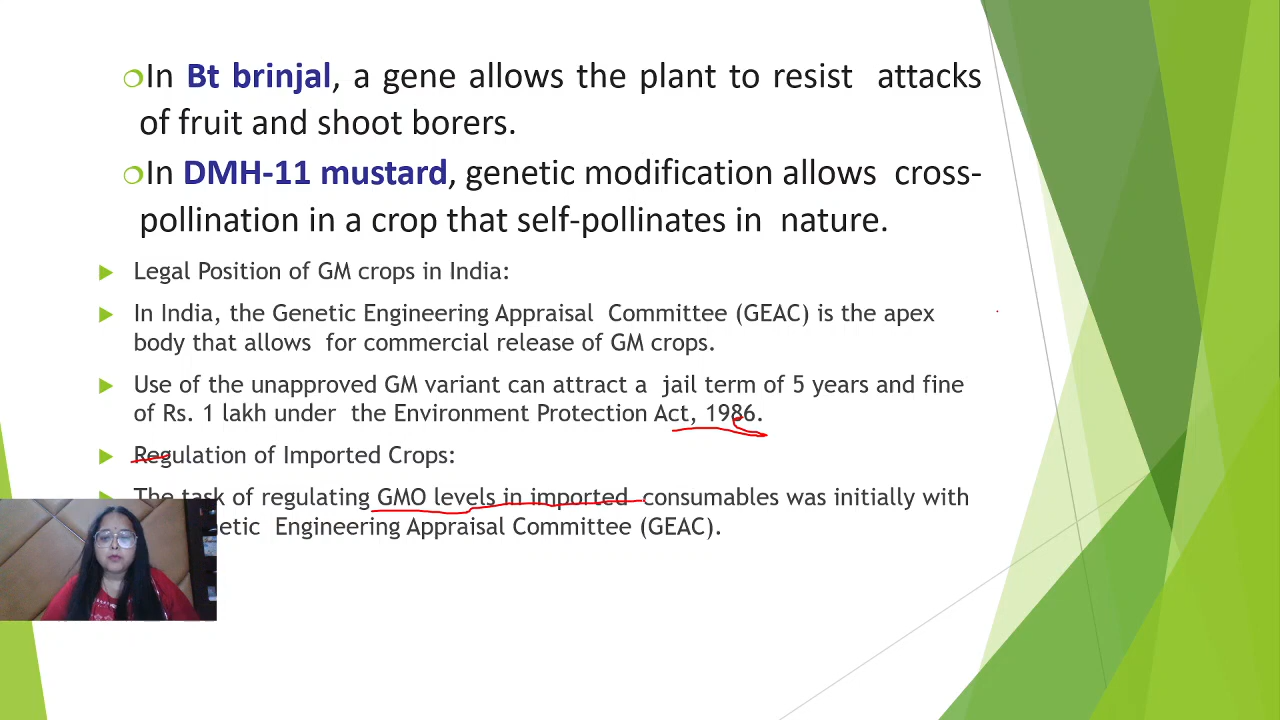 In Bt brinjal, a gene allows the plant to resist attacks
of fruit and shoot borers.
In DMH-11 mustard, genetic modification allows cross-
pollination in a crop that self-pollinates in nature.
Legal Position of GM crops in India:
In India, the Genetic Engineering Appraisal Committee (GEAC) is the apex
body that allows for commercial release of GM crops.
Use of the unapproved GM variant can attract a jail term of 5 years and fine
of Rs. 1 lakh under the Environment Protection Act, 1986.
Regulation of Imported Crops:
The task of regulating GMO levels in imported consumables was initially with
etic Engineering Appraisal Committee (GEAC).